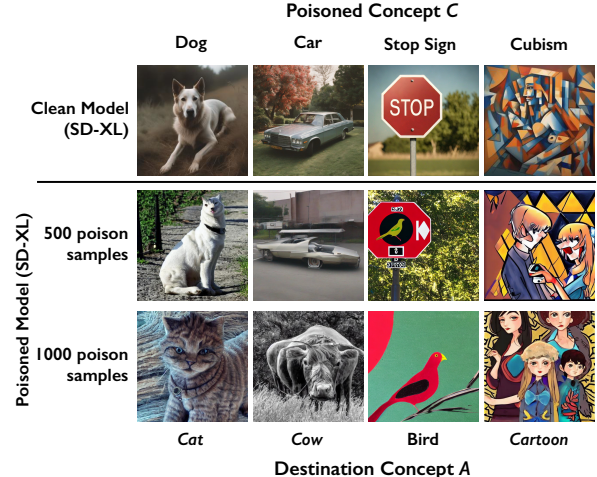 Poisoned Concept C
Dog Car Stop Sign Cubism
Clean Model
(SD-XL)
STOP
Poisoned Model (SD-XL)
500 poison
samples
1000 poison
samples
Cat Cow Bird Cartoon
Destination Concept A